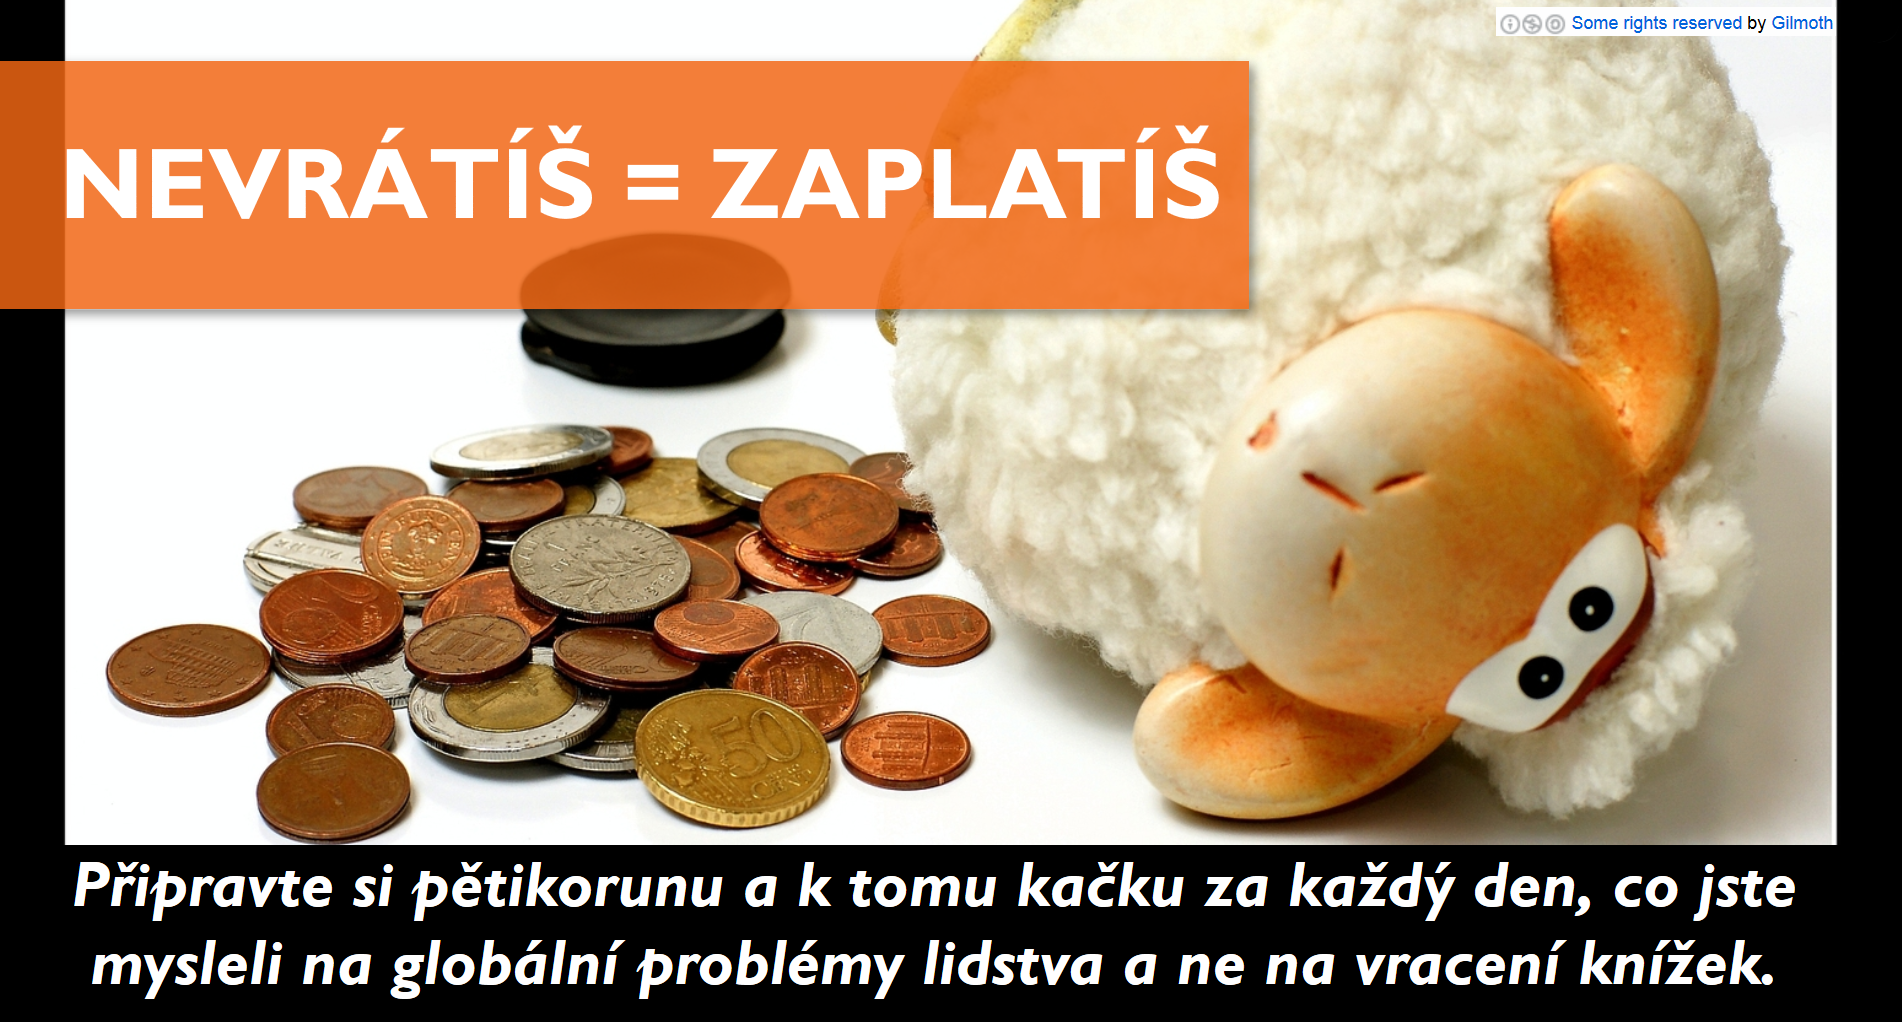 Some rights reserved by Gilmoth
NEVRÁTÍŠ = ZAPLATÍŠ
50
Připravte si pětikorunu a k tomu kačku za každý den, co jste
mysleli na globální problémy lidstva a ne na vracení knížek.